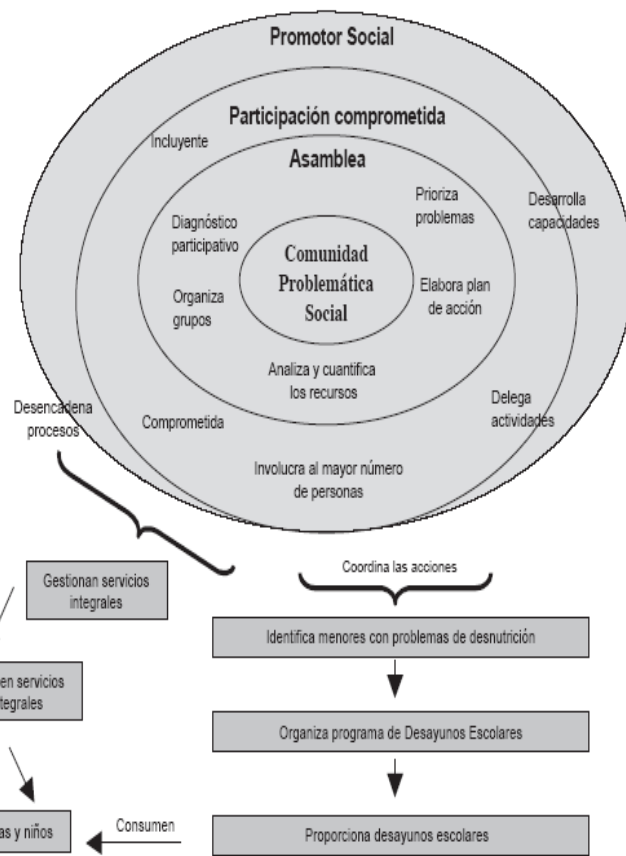 Promotor Social
Participación comprometida
Incluyente
Asamblea
Prioriza
problemas
Desarrolla
capacidades
Diagnóstico
participativo
Comunidad
Problemática
Social
Organiza
grupos
Elabora plan
de acción
Analiza y cuantifica
los recursos
Desencadena
procesos
Comprometida
Delega
actividades
Involucra al mayor número
de personas
Coordina las acciones
Gestionan servicios
integrales
Identifica menores con problemas de desnutrición
en servicios
tegrales
Organiza programa de Desayunos Escolares
as y niños
Consumen
Proporciona desayunos escolares